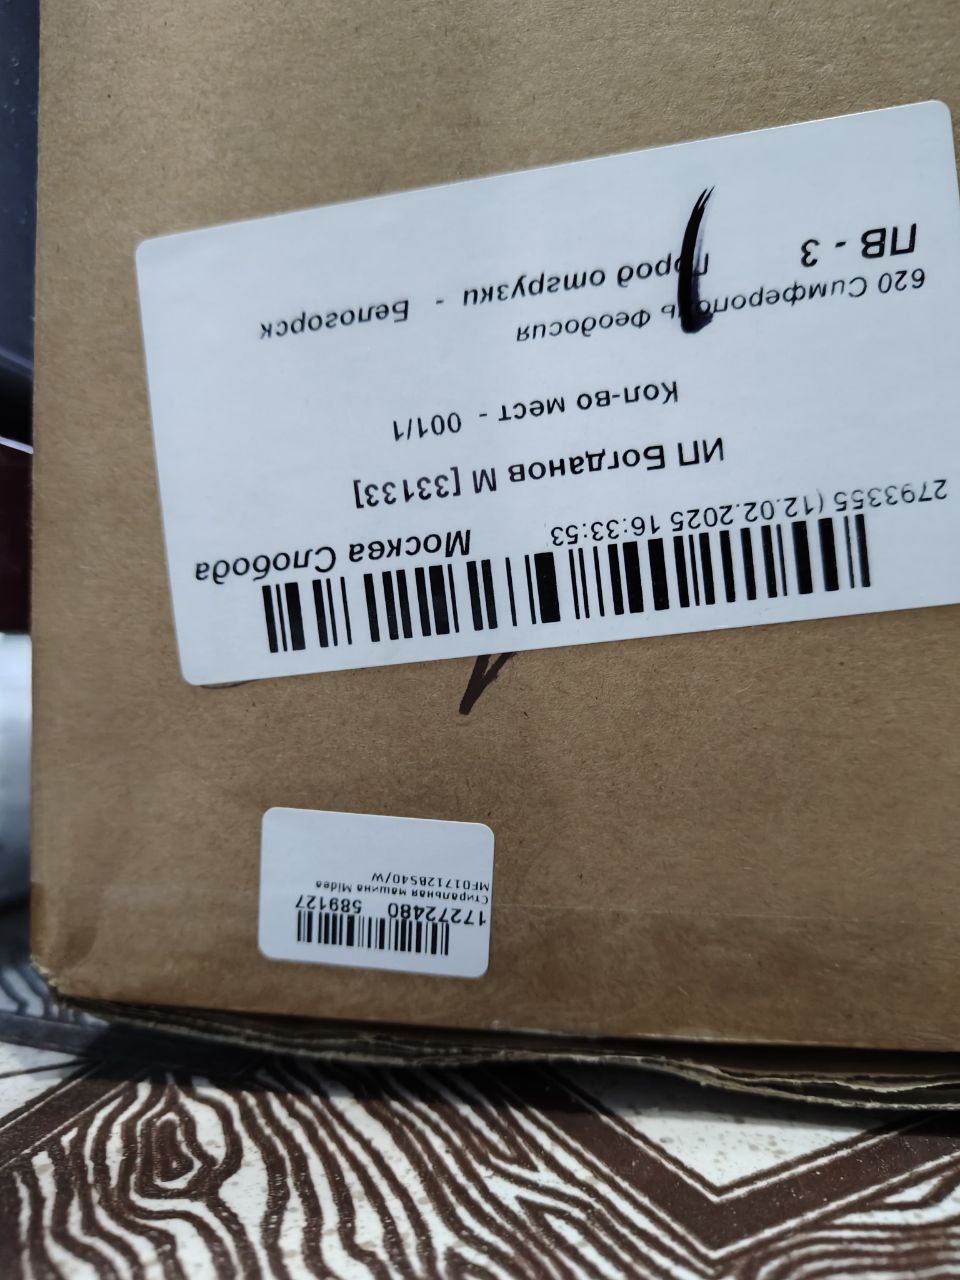 ПВ - 3
Город отгрузки - Белогорск
620 Симферополь Феодосия
Кол-во мест - 001/1
ИП Богданов М [33133]
2793355 (12.02.2025 16:33:53
Москва Слобода
MF01712BS40/W
Стиральная машина Midea
17272480 589127